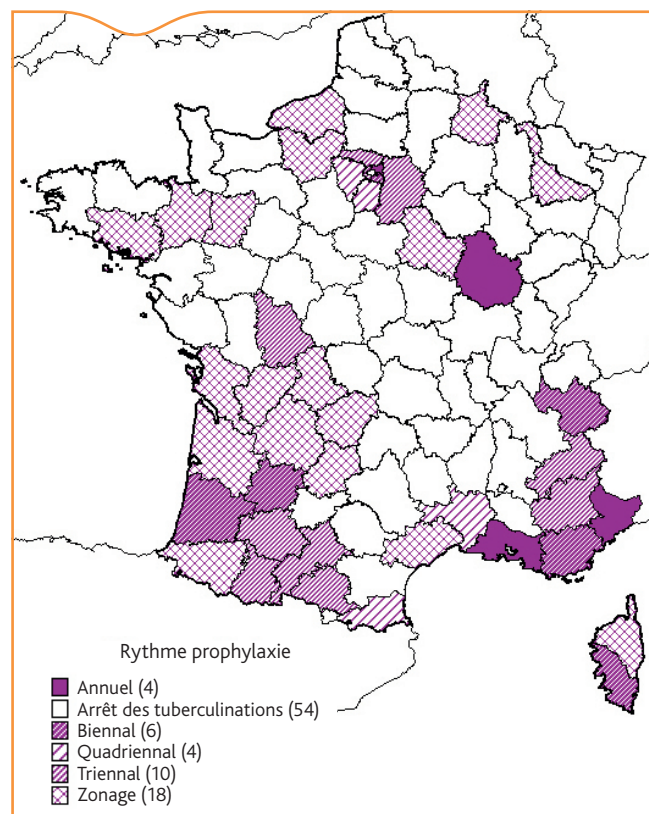 Rythme prophylaxie
Annuel (4)
Arrêt des tuberculinations (54)
Biennal (6)
Quadriennal (4)
Triennal (10)
Zonage (18)